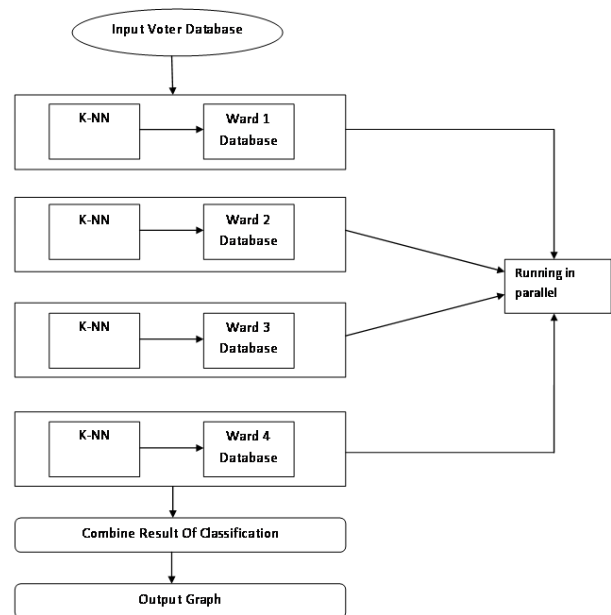 Input Voter Database
K-NN
Ward 1
Database
K-NN
Ward 2
Database
Running in
parallel
K-NN
Ward 3
Database
K-NN
Ward 4
Database
Combine Result Of Classification
Output Graph